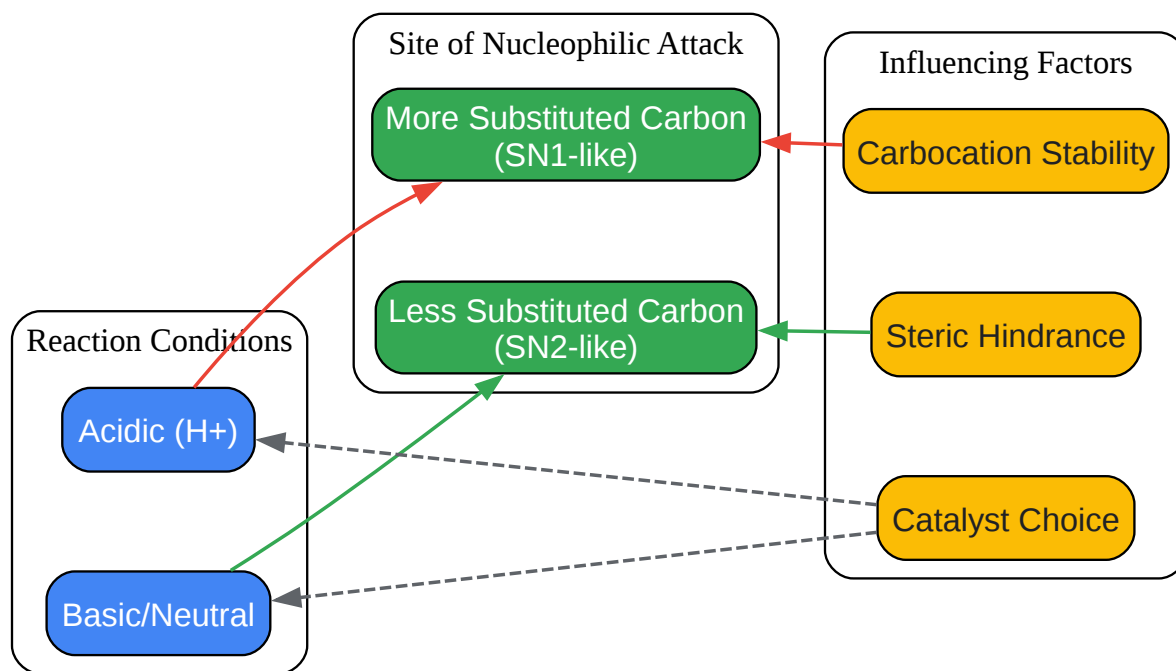 Site of Nucleophilic Attack
More Substituted Carbon
(SN1-like)
Less Substituted Carbon
(SN2-like)
Influencing Factors
Carbocation Stability
Steric Hindrance
Catalyst Choice
Reaction Conditions
Acidic (H+)
Basic/Neutral